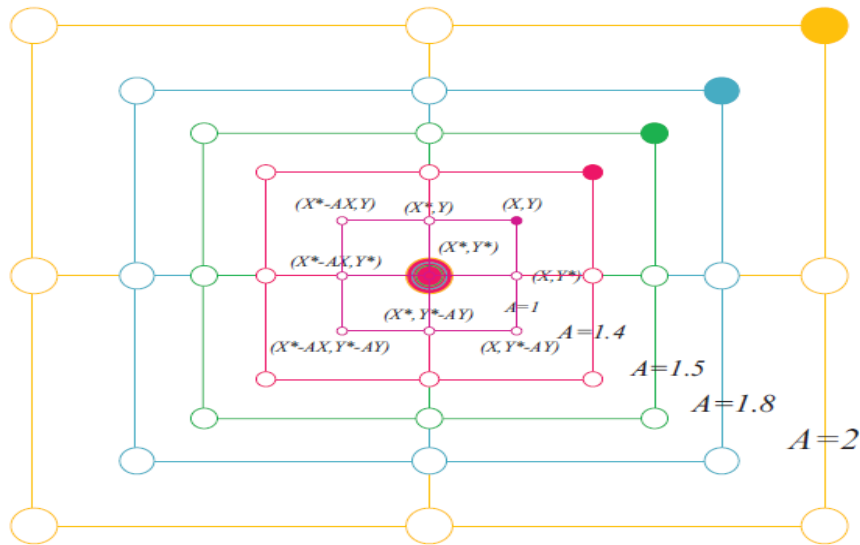 (X*-AX,Y)
(X*,Y)
(X,Y)
(X*,Y*)
(X*-AX,Y*)
(X,Y*)
A=1
(X*,Y*-AY)
A=1.4
(X*-AX,Y*-AY)
(X,Y*-AY)
A=1.5
A=1.8
A=2